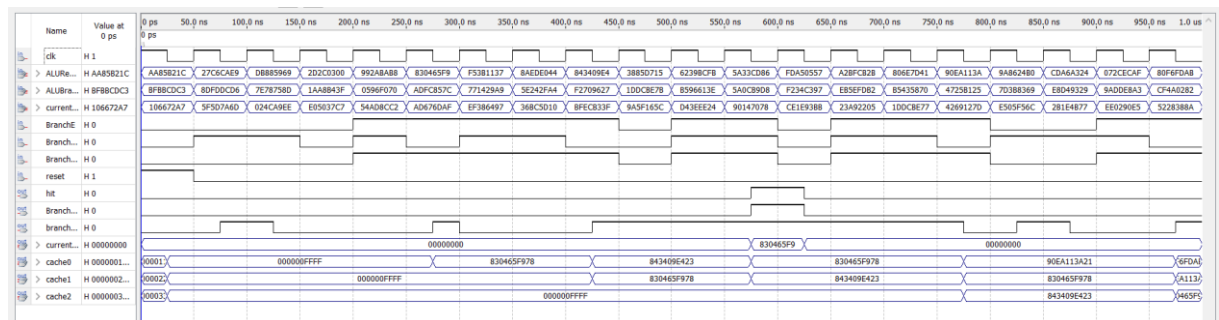 Name Value at 0 ps 0 ps 50.0 ns 100.0 ns 150.0 ns 200.0 ns 250.0 ns 300.0 ns 350.0 ns 400.0 ns 450.0 ns 500.0 ns 550.0 ns 600.0 ns 650.0 ns 700.0 ns 750.0 ns 800.0 ns 850.0 ns 900.0 ns 950.0 ns 1.0 us
0 ps
clk H 1
> ALURe... H AA85B21C AA85B21C 27C6CAE9 DB885969 2D2C0300 992ABAB8 830465F9 F53B1137 8AEDE044 843409E4 3885D715 6239BCFB 5A33CD86 FDA50557 A2BFC82B 806E7D41 90EA113A 9A8624B0 CDA6A324 072CECAF 80F6FDA8
> ALUBra... H BFBBCDC3 BFBBCDC3 8DFDDCD6 7E78758D 1AA8B43F 0596F070 ADFC857C 771429A9 5E242FA4 F2709627 1DDCBE7B B596613E 5A0CB9D8 F234C397 EB5EFDB2 B5435870 4725B125 7D3B8369 E8D49329 9ADDE8A3 CF4A0282
> current... H 106672A7 106672A7 5F5D7A6D 024CA9EE E05037C7 54AD8CC2 AD676DAF EF386497 36BC5D10 BFECB33F 9A5F165C D43EEE24 90147078 CE1E93BB 23A92205 1DDCBE77 4269127D E505F56C 2B1E4B77 EE0290E5 5228388A
BranchE H 0
Branch... H 0
Branch... H 0
reset H 1
hit H 0
Branch... H 0
branch... H 0
> current... H 00000000 00000000 830465F9 00000000
> cache0 H 0000001... 000000FFFF 830465F978 843409E423 830465F978 90EA113A21
> cache1 H 0000002... 000000FFFF 830465F978 843409E423 830465F978
> cache2 H 0000003... 000000FFFF 843409E423